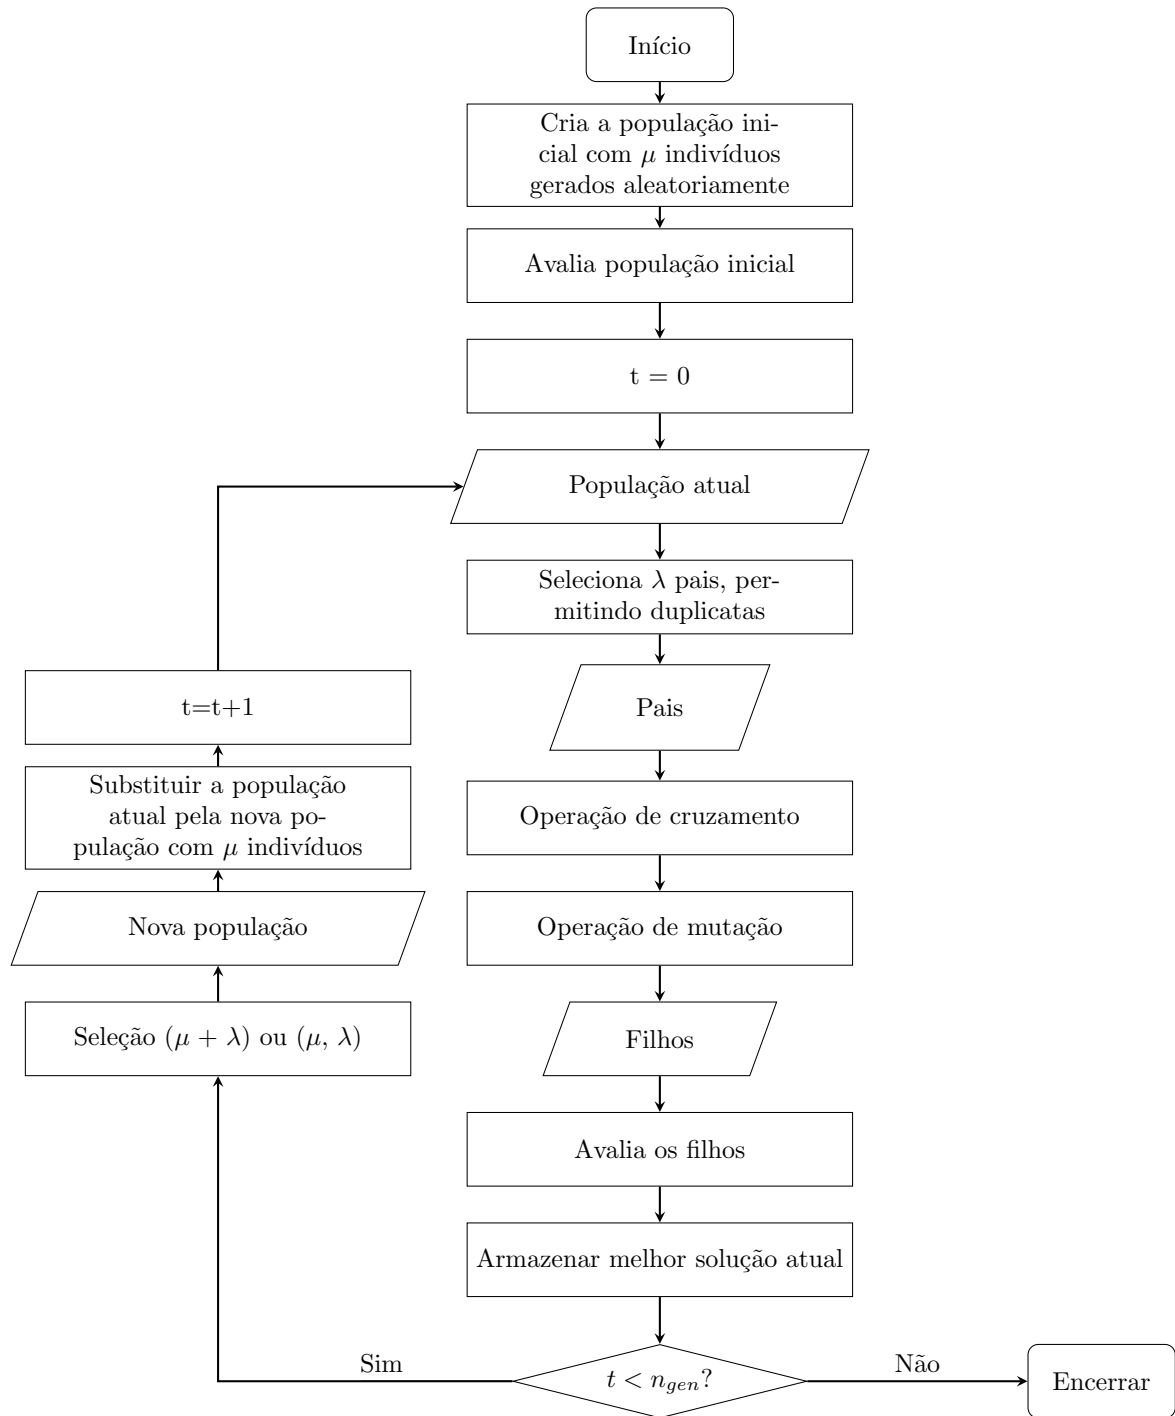 Início
Cria a população ini-
cial com μ indivíduos
gerados aleatoriamente
Avalia população inicial
t = 0
População atual
Seleciona λ pais, per-
mitindo duplicatas
Pais
Operação de cruzamento
Operação de mutação
Filhos
Avalia os filhos
Armazenar melhor solução atual
t < n_gen?
Sim
Não
Encerrar
Seleção (μ + λ) ou (μ, λ)
Nova população
Substituir a população
atual pela nova po-
pulação com μ indivíduos
t=t+1